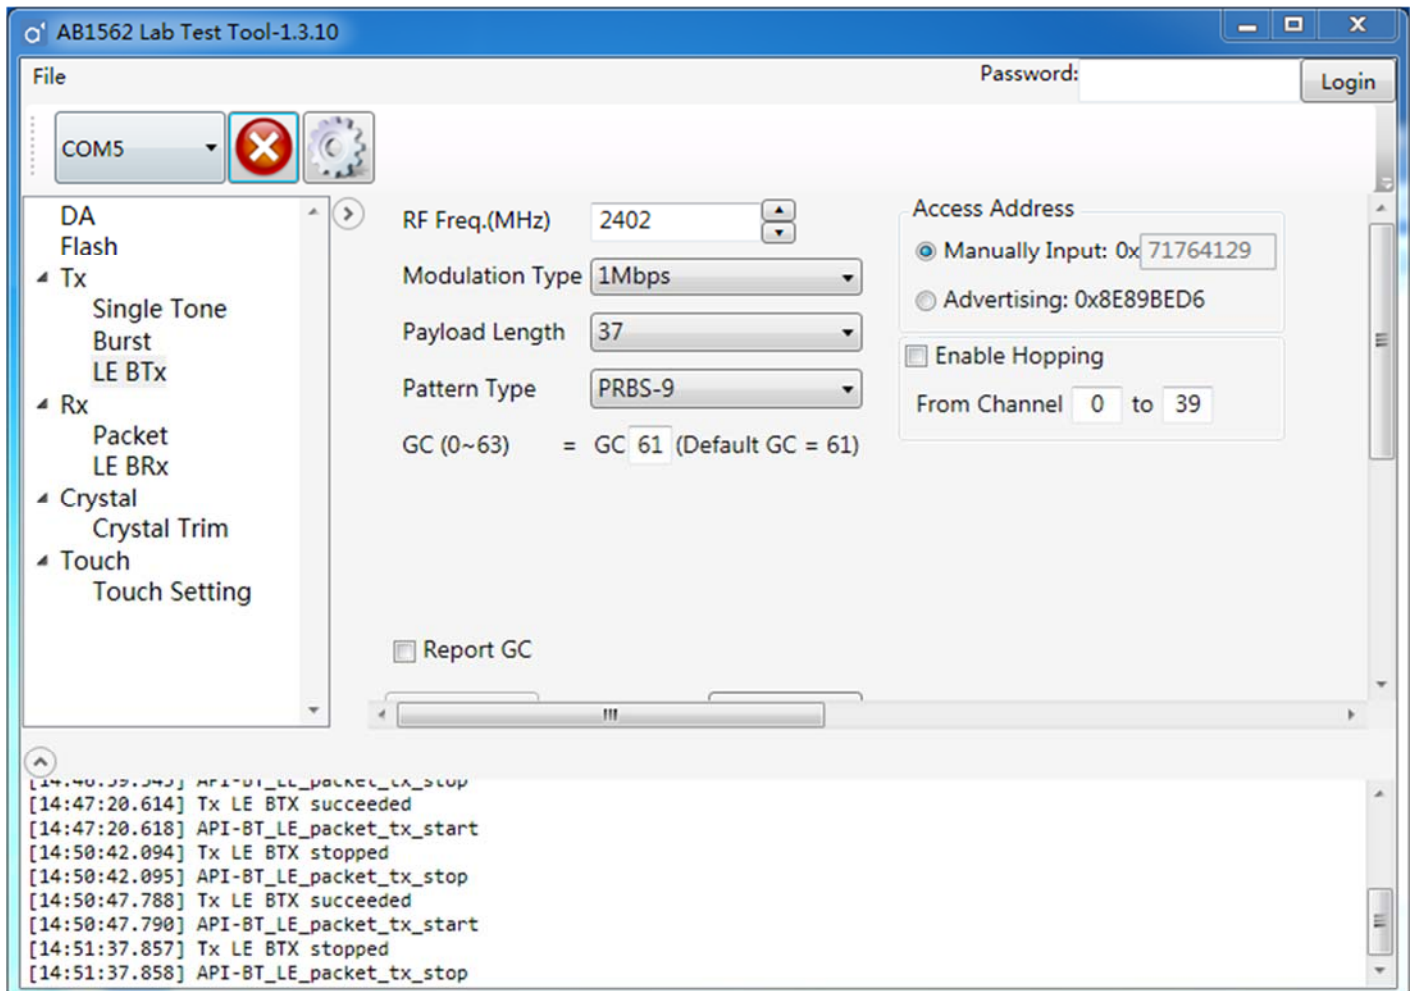 AB1562 Lab Test Tool-1.3.10
File
Password:
Login
COM5
DA
Flash
Tx
Single Tone
Burst
LE BTx
Rx
Packet
LE BRx
Crystal
Crystal Trim
Touch
Touch Setting
RF Freq.(MHz) 2402
Modulation Type 1Mbps
Payload Length 37
Pattern Type PRBS-9
GC (0~63) = GC 61 (Default GC = 61)
Report GC
Access Address
Manually Input: 0x 71764129
Advertising: 0x8E89BED6
Enable Hopping
From Channel 0 to 39
[14:46:59.545] API-BT_LE_packet_tx_stop
[14:47:20.614] Tx LE BTX succeeded
[14:47:20.618] API-BT_LE_packet_tx_start
[14:50:42.094] Tx LE BTX stopped
[14:50:42.095] API-BT_LE_packet_tx_stop
[14:50:47.788] Tx LE BTX succeeded
[14:50:47.790] API-BT_LE_packet_tx_start
[14:51:37.857] Tx LE BTX stopped
[14:51:37.858] API-BT_LE_packet_tx_stop